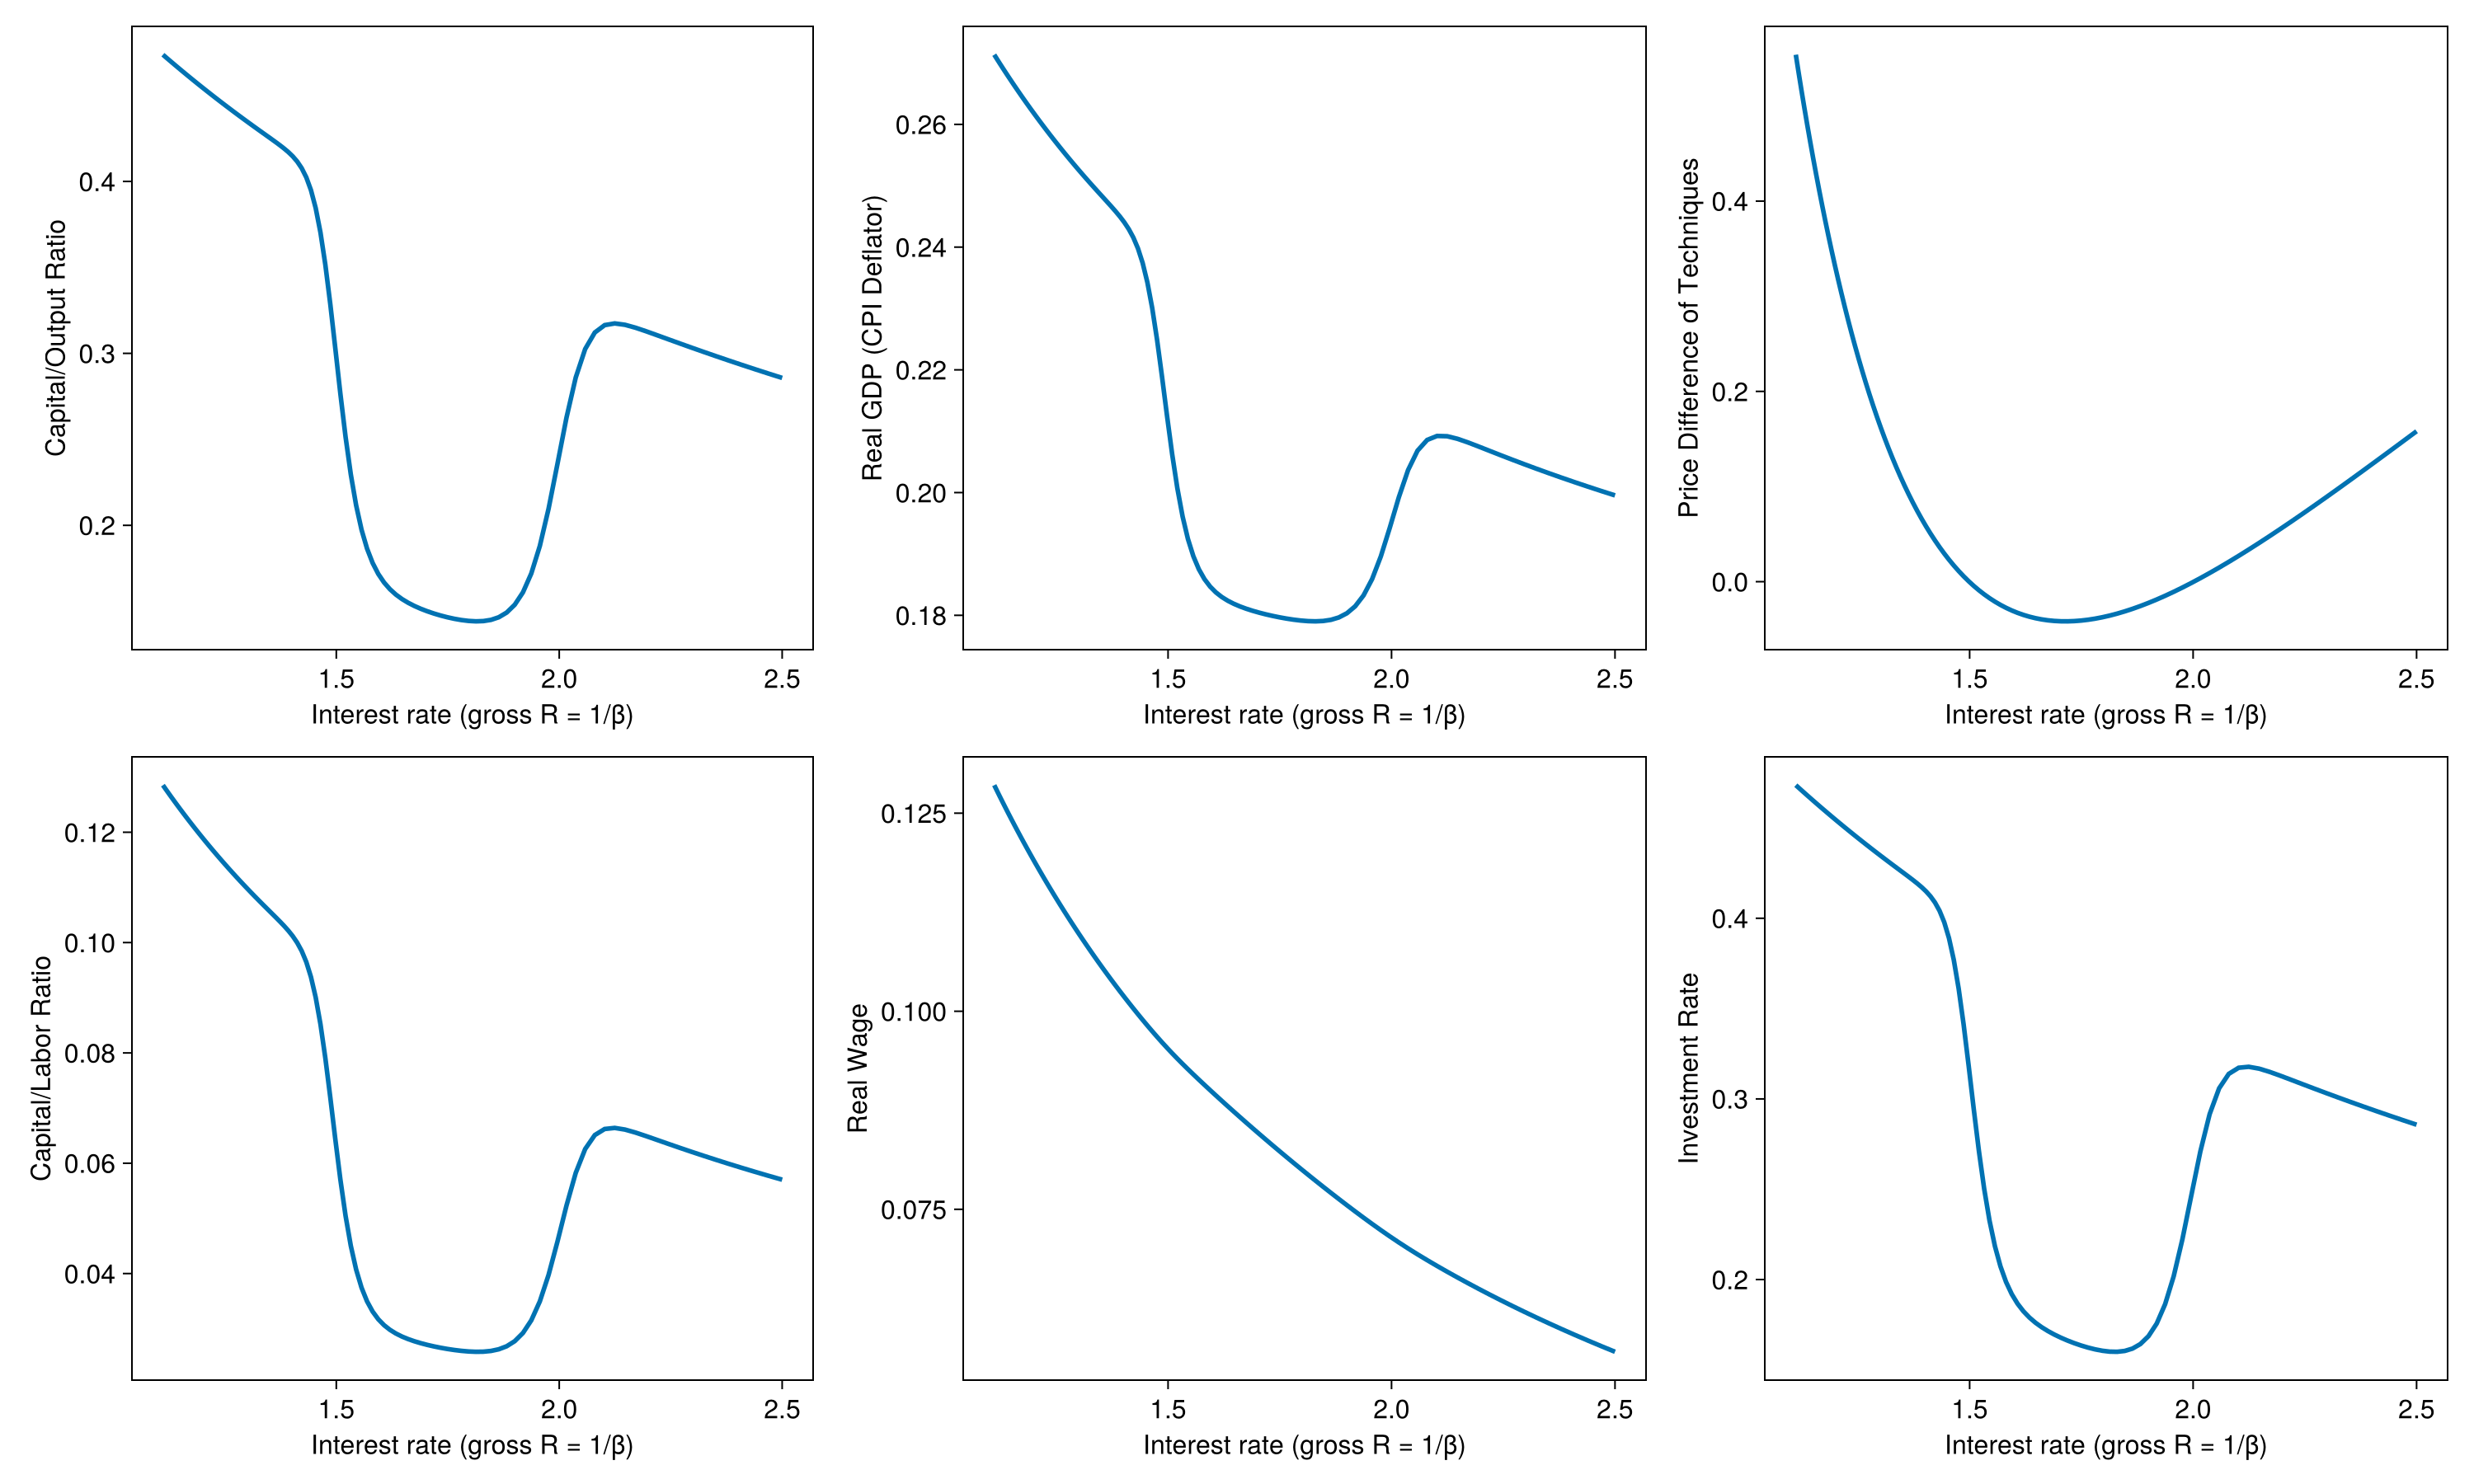 Capital/Output Ratio
0.4
0.3
0.2
1.5 2.0 2.5
Interest rate (gross R = 1/β)
Real GDP (CPI Deflator)
0.26
0.24
0.22
0.20
0.18
1.5 2.0 2.5
Interest rate (gross R = 1/β)
Price Difference of Techniques
0.4
0.2
0.0
1.5 2.0 2.5
Interest rate (gross R = 1/β)
Capital/Labor Ratio
0.12
0.10
0.08
0.06
0.04
1.5 2.0 2.5
Interest rate (gross R = 1/β)
Real Wage
0.125
0.100
0.075
1.5 2.0 2.5
Interest rate (gross R = 1/β)
Investment Rate
0.4
0.3
0.2
1.5 2.0 2.5
Interest rate (gross R = 1/β)